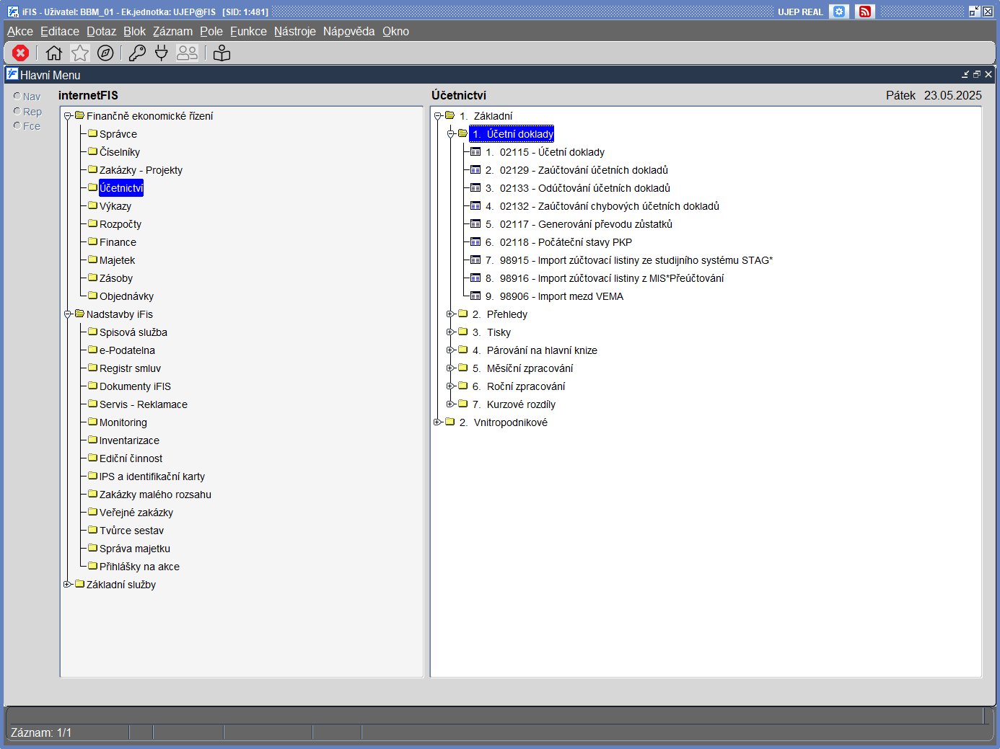 iFIS - Uživatel: BBM_01 - Ek.jednotka: UJEP@FIS [SID: 1:481] UJEP REAL
Akce Editace Dotaz Blok Záznam Pole Funkce Nástroje Nápověda Okno
Hlavní Menu
Nav
Rep
Fce
internetFIS
Finančně ekonomické řízení
Správce
Číselníky
Zakázky - Projekty
Účetnictví
Výkazy
Rozpočty
Finance
Majetek
Zásoby
Objednávky
Nadstavby iFis
Spisová služba
e-Podatelna
Registr smluv
Dokumenty iFIS
Servis - Reklamace
Monitoring
Inventarizace
Ediční činnost
IPS a identifikační karty
Zakázky malého rozsahu
Veřejné zakázky
Tvůrce sestav
Správa majetku
Přihlášky na akce
Základní služby
Účetnictví
Pátek 23.05.2025
1. Základní
1. Účetní doklady
1. 02115 - Účetní doklady
2. 02129 - Zaúčtování účetních dokladů
3. 02133 - Odúčtování účetních dokladů
4. 02132 - Zaúčtování chybových účetních dokladů
5. 02117 - Generování převodu zůstatků
6. 02118 - Počáteční stavy PKP
7. 98915 - Import zúčtovací listiny ze studijního systému STAG*
8. 98916 - Import zúčtovací listiny z MIS*Přeúčtování
9. 98906 - Import mezd VEMA
2. Přehledy
3. Tisky
4. Párování na hlavní knize
5. Měsíční zpracování
6. Roční zpracování
7. Kurzové rozdíly
2. Vnitropodnikové
Záznam: 1/1